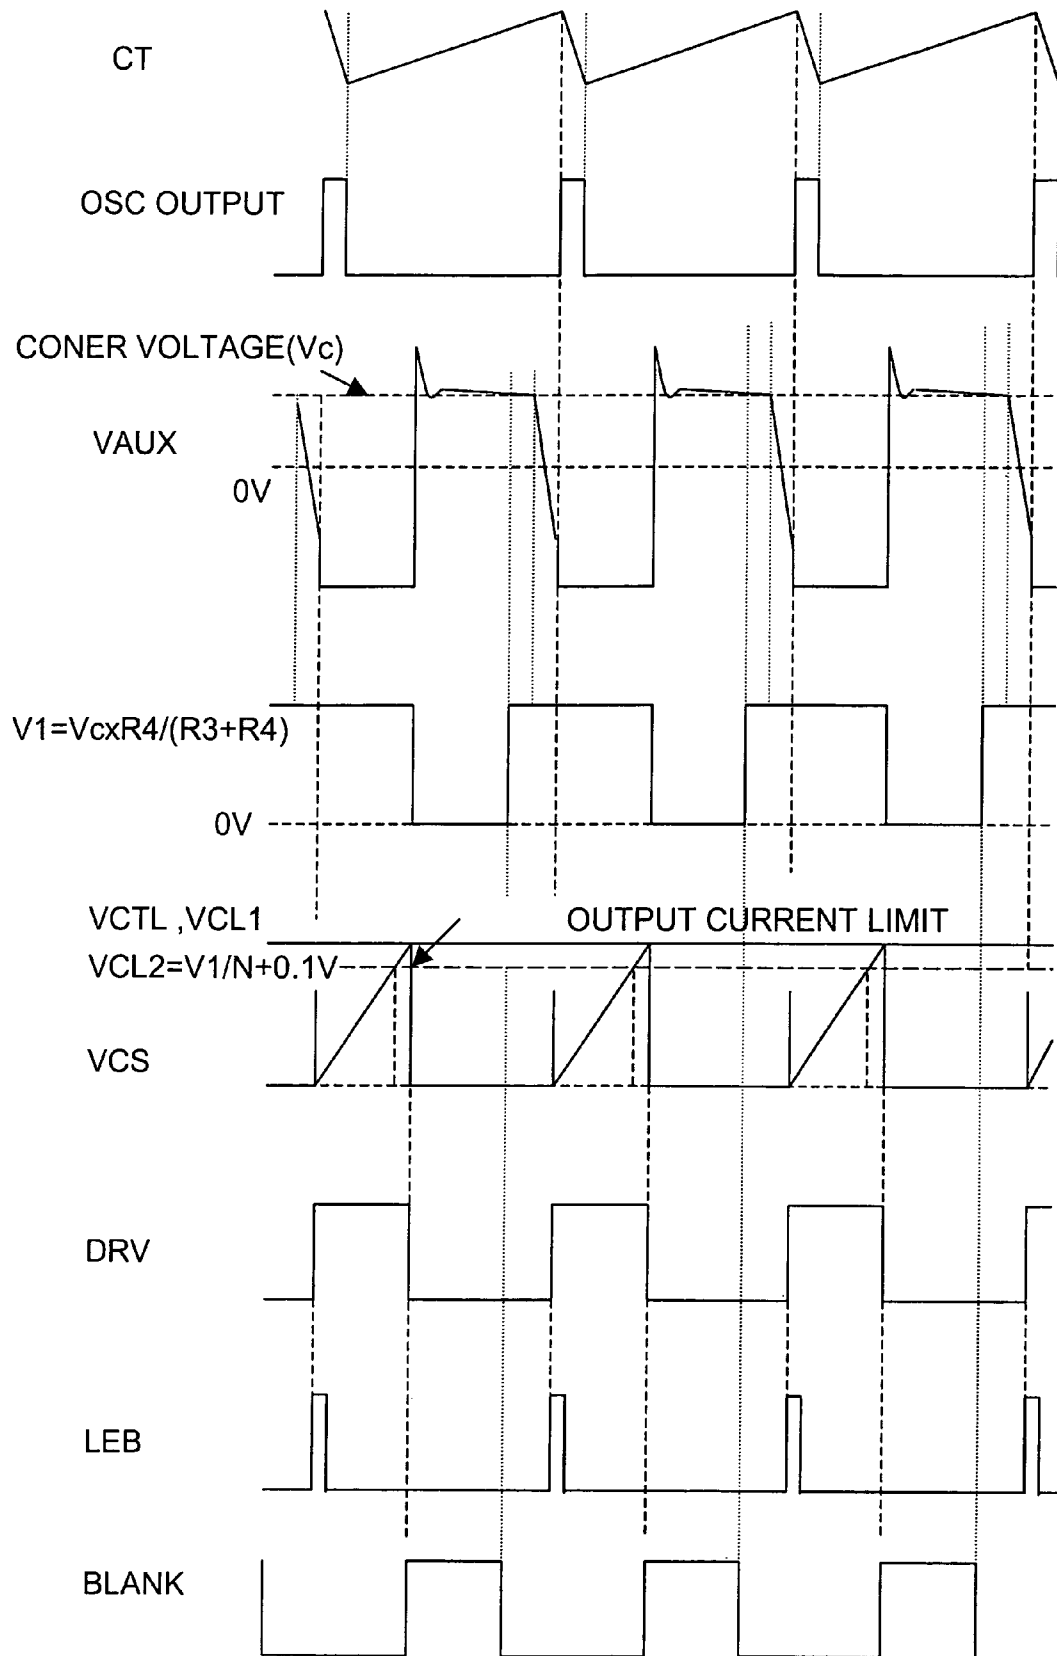 CT
OSC OUTPUT
CONER VOLTAGE(Vc)
VAUX
0V
V1=VcxR4/(R3+R4)
0V
VCTL ,VCL1
OUTPUT CURRENT LIMIT
VCL2=V1/N+0.1V
VCS
DRV
LEB
BLANK